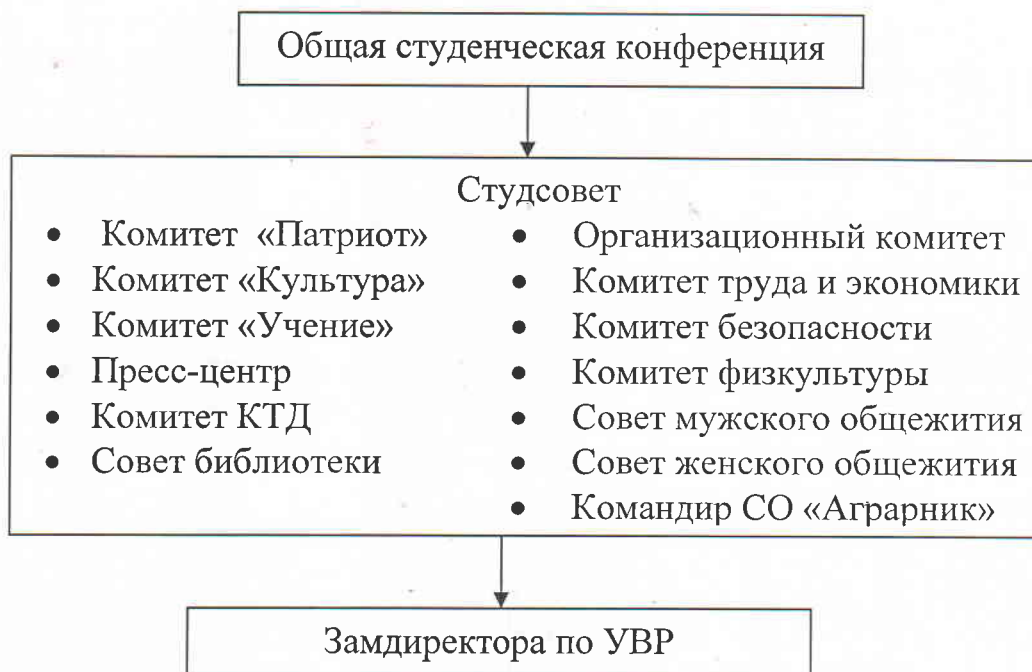 Общая студенческая конференция
Студсовет
• Комитет «Патриот»
• Комитет «Культура»
• Комитет «Учение»
• Пресс-центр
• Комитет КТД
• Совет библиотеки
• Организационный комитет
• Комитет труда и экономики
• Комитет безопасности
• Комитет физкультуры
• Совет мужского общежития
• Совет женского общежития
• Командир СО «Аграрник»
Замдиректора по УВР